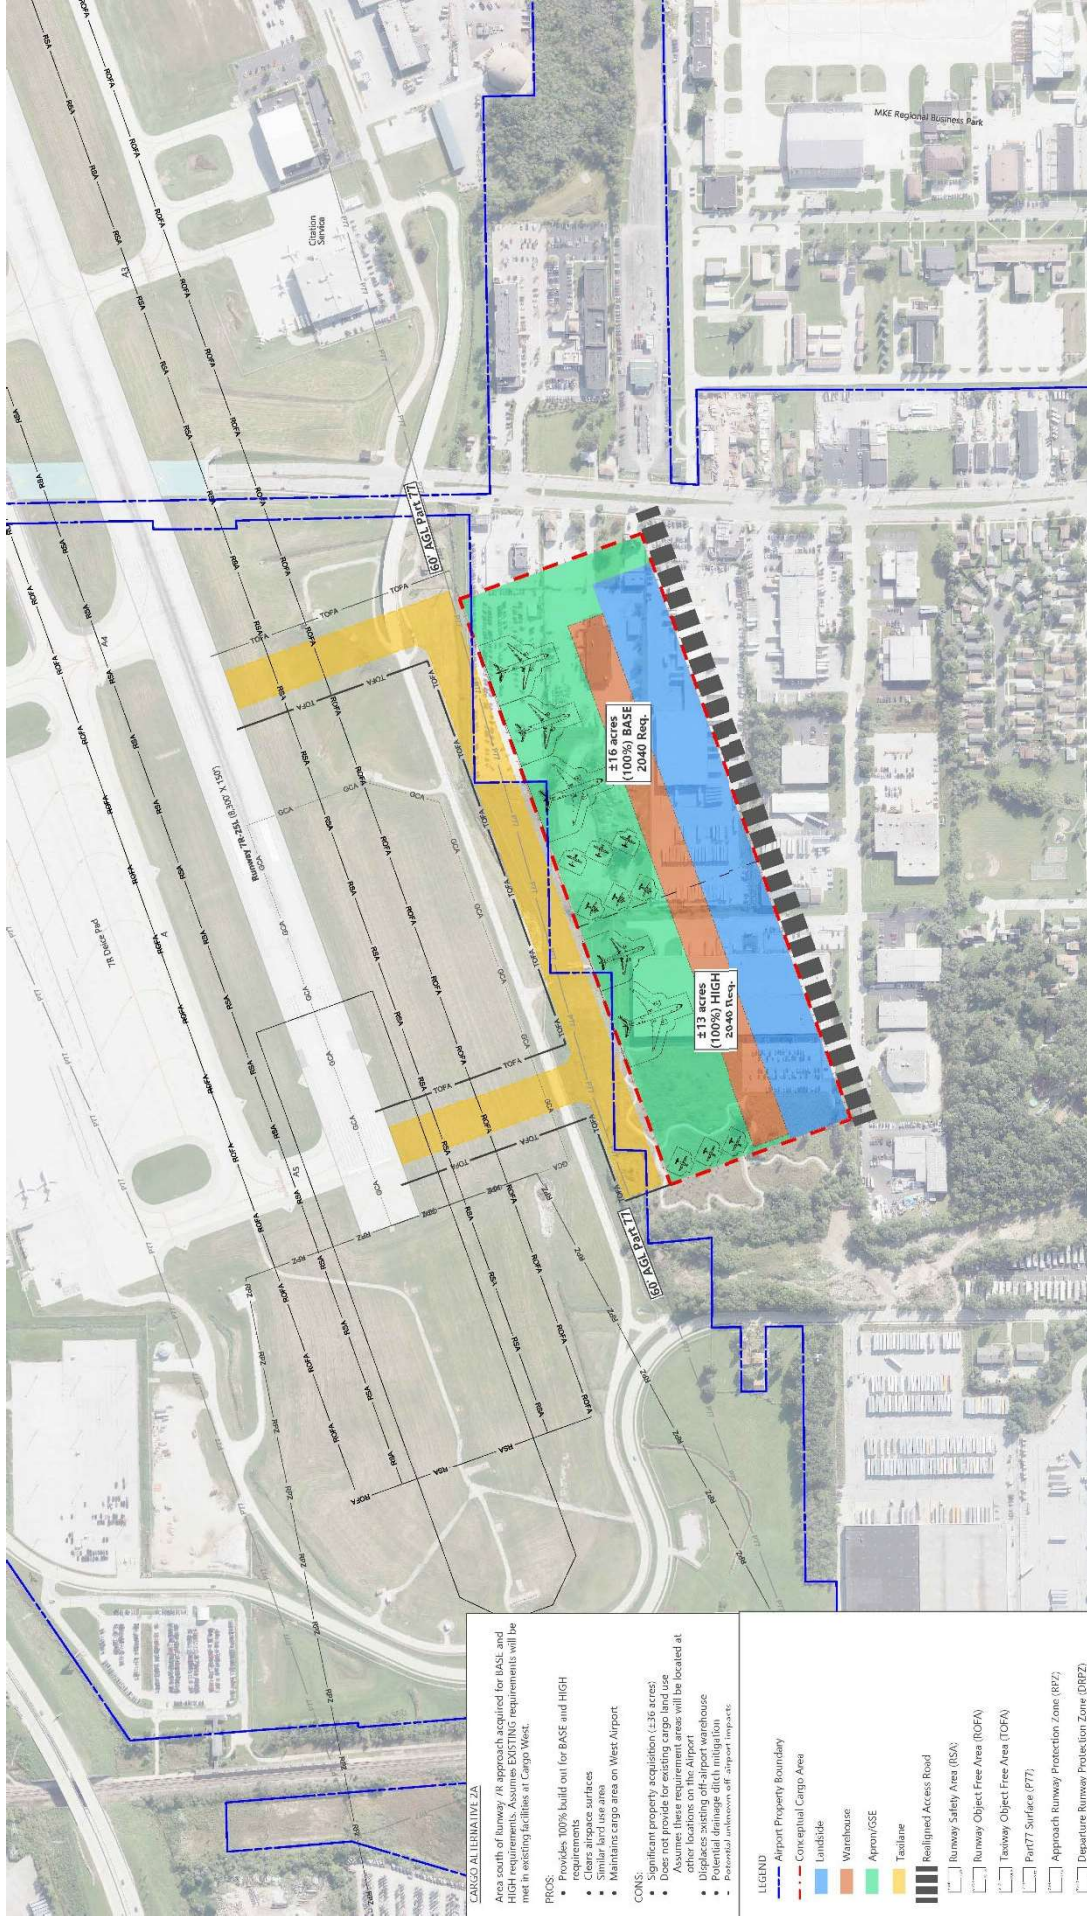 CARGO ALTERNATIVE 2A
Area south of Runway 7R approach acquired for BASE and
HIGH requirements. Assumes EXISTING requirements will be
met in existing facilities at Cargo West.
PROS:
• Provides 100% build out for BASE and HIGH
requirements
• Clears airspace surfaces
• Similar land use area
• Maintains cargo area on West Airport
CONS:
• Significant property acquisition (±36 acres)
• Does not provide for existing cargo land use
Assumes these requirement areas will be located at
other locations on the Airport
• Displaces existing off-airport warehouse
• Potential drainage ditch mitigation
• Potential unknown off airport impacts
LEGEND
Airport Property Boundary
Conceptual Cargo Area
Landside
Warehouse
Apron/GSE
Taxilane
Realigned Access Road
Runway Safety Area (RSA)
Runway Object Free Area (ROFA)
Taxiway Object Free Area (TOFA)
Part77 Surface (P77)
Approach Runway Protection Zone (RPZ)
Departure Runway Protection Zone (DRPZ)
7R Deice Pad
Runway 7R-25L (8,300' X 150')
A
A3
A4
A5
Citation
Service
MKE Regional Business Park
60' AGL Part 77
60' AGL Part 77
±13 acres
(100%) HIGH
2040 Req.
±16 acres
(100%) BASE
2040 Req.
RSA
ROFA
TOFA
GCA
RPZ
P77